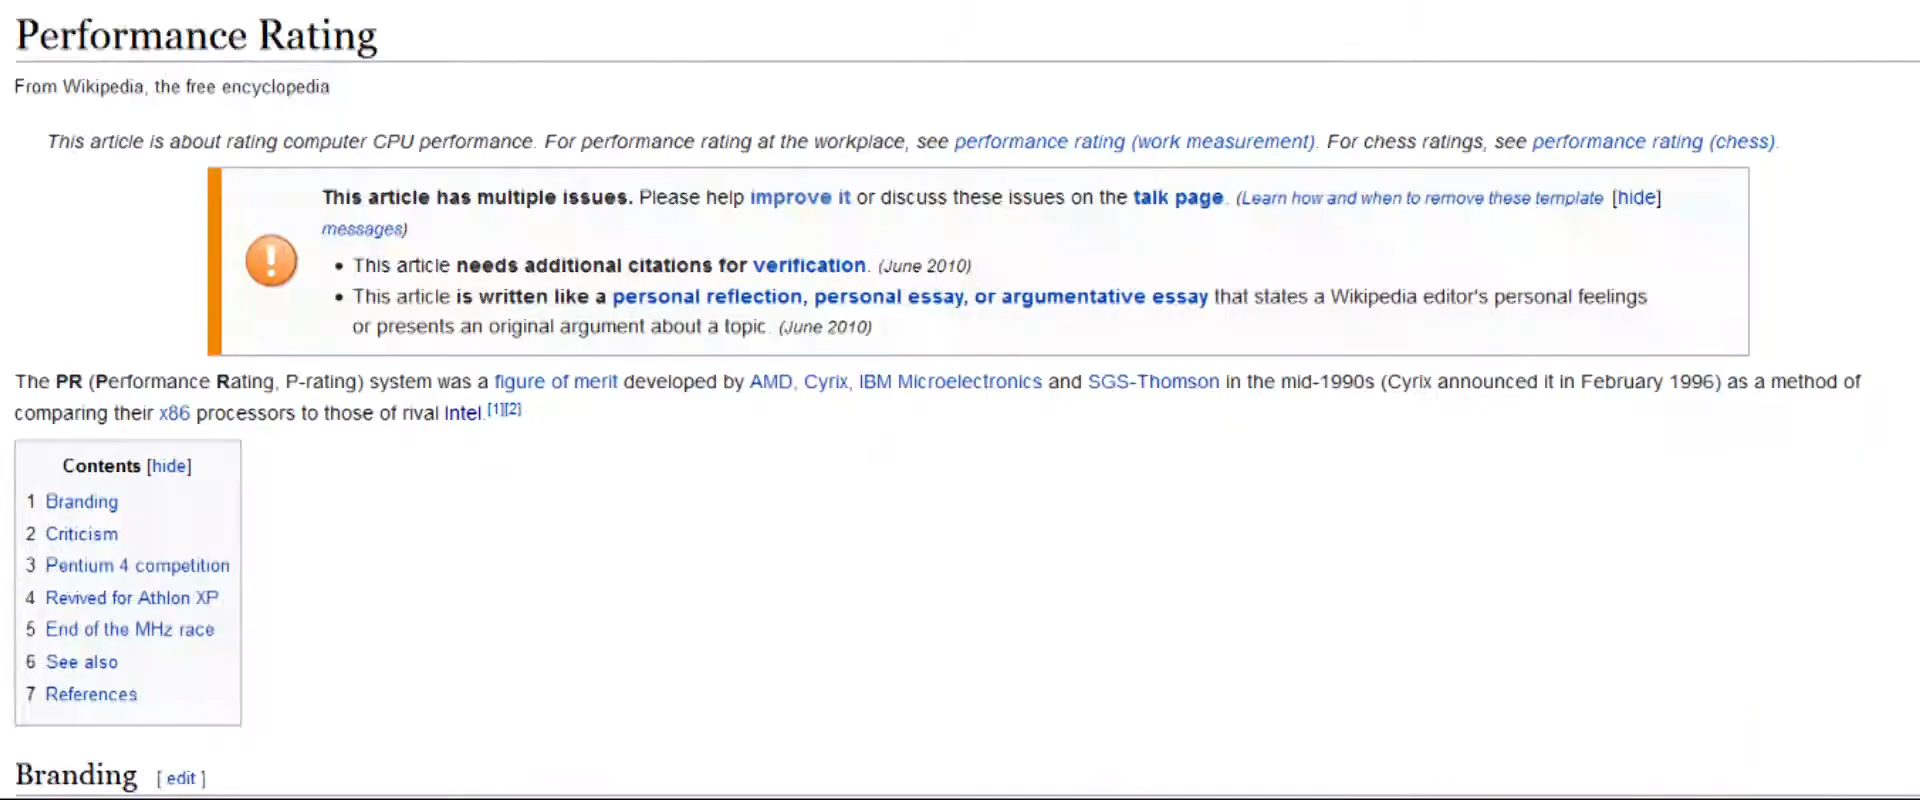 Performance Rating
From Wikipedia, the free encyclopedia
This article is about rating computer CPU performance. For performance rating at the workplace, see performance rating (work measurement). For chess ratings, see performance rating (chess).
This article has multiple issues. Please help improve it or discuss these issues on the talk page. (Learn how and when to remove these template [hide]
messages)
• This article needs additional citations for verification. (June 2010)
• This article is written like a personal reflection, personal essay, or argumentative essay that states a Wikipedia editor's personal feelings
or presents an original argument about a topic. (June 2010)
The PR (Performance Rating, P-rating) system was a figure of merit developed by AMD, Cyrix, IBM Microelectronics and SGS-Thomson in the mid-1990s (Cyrix announced it in February 1996) as a method of
comparing their x86 processors to those of rival Intel.[1][2]
Contents [hide]
1 Branding
2 Criticism
3 Pentium 4 competition
4 Revived for Athlon XP
5 End of the MHz race
6 See also
7 References
Branding [ edit ]